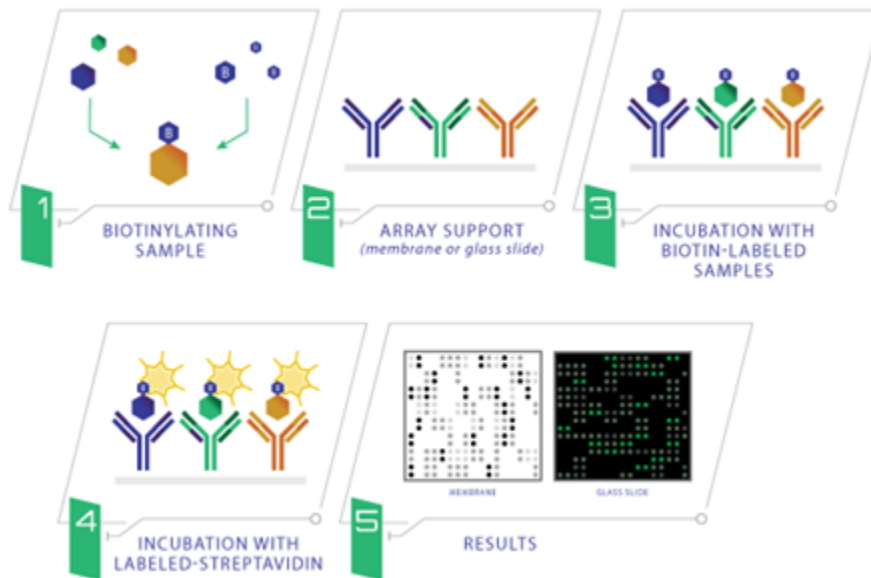 B
B
1
BIOTINYLATING
SAMPLE
2
ARRAY SUPPORT
(membrane or glass slide)
3
INCUBATION WITH
BIOTIN-LABELED
SAMPLES
4
INCUBATION WITH
LABELED-STREPTAVIDIN
MEMBRANE
GLASS SLIDE
5
RESULTS